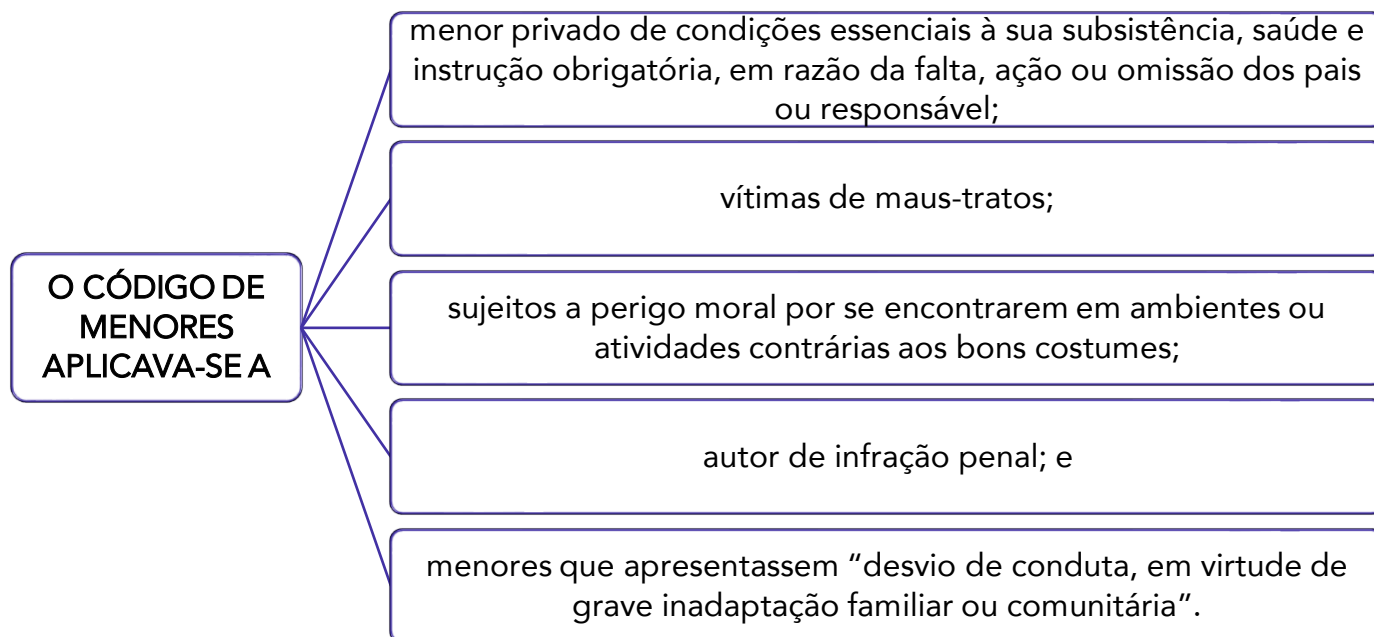 O CÓDIGO DE
MENORES
APLICAVA-SE A
menor privado de condições essenciais à sua subsistência, saúde e
instrução obrigatória, em razão da falta, ação ou omissão dos pais
ou responsável;
vítimas de maus-tratos;
sujeitos a perigo moral por se encontrarem em ambientes ou
atividades contrárias aos bons costumes;
autor de infração penal; e
menores que apresentassem “desvio de conduta, em virtude de
grave inadaptação familiar ou comunitária”.